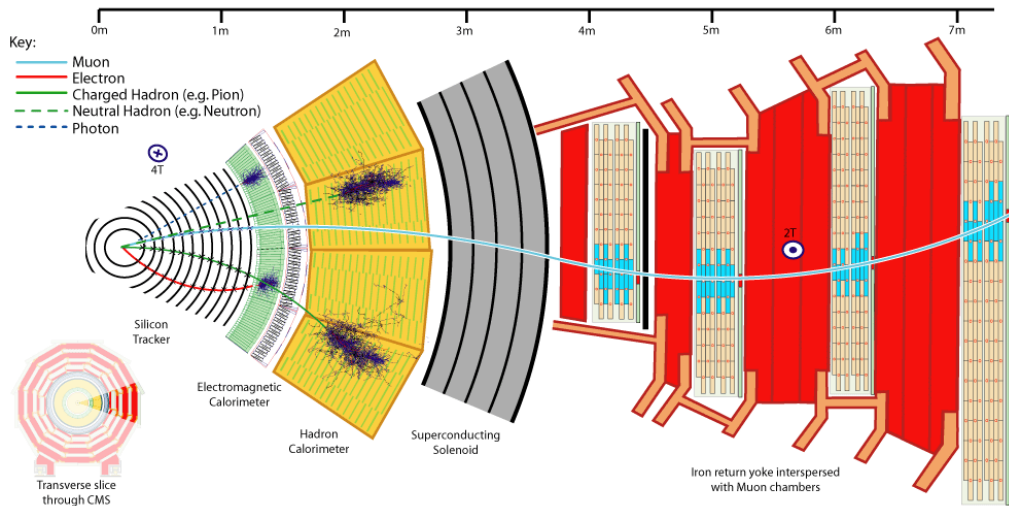 0m 1m 2m 3m 4m 5m 6m 7m
Key:
Muon
Electron
Charged Hadron (e.g. Pion)
Neutral Hadron (e.g. Neutron)
Photon
4T
2T
Silicon
Tracker
Electromagnetic
Calorimeter
Hadron
Calorimeter
Superconducting
Solenoid
Iron return yoke interspersed
with Muon chambers
Transverse slice
through CMS